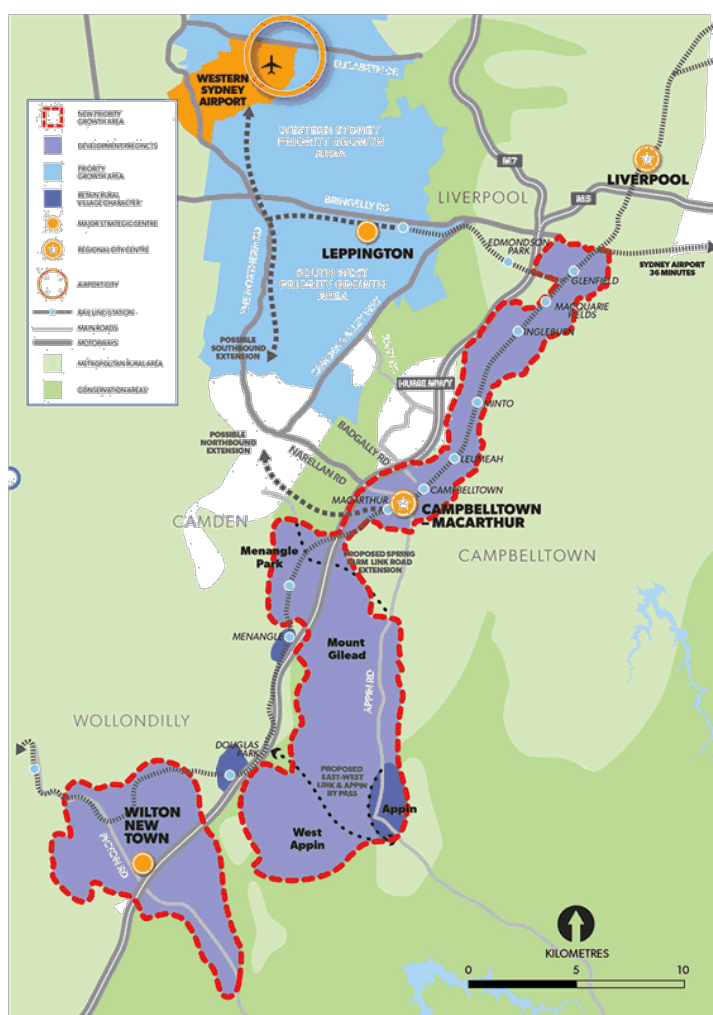 WESTERN
SYDNEY
AIRPORT
ELIZABETH DR
NEW PRIORITY
GROWTH AREA
DEVELOPMENT PRECINCTS
PRIORITY
GROWTH AREA
RETAIN RURAL
VILLAGE CHARACTER
MAJOR STRATEGIC CENTRE
REGIONAL CITY CENTRE
AIRPORT CITY
RAIL LINE/STATION
MAIN ROADS
MOTORWAYS
METROPOLITAN RURAL AREA
CONSERVATION AREAS
WESTERN SYDNEY
PRIORITY GROWTH
AREA
M7
LIVERPOOL
M5
LIVERPOOL
BRINGELLY RD
LEPPINGTON
EDMONDSON
PARK
SYDNEY AIRPORT
36 MINUTES
GLENFIELD
THE NORTHERN RD
SOUTH WEST
PRIORITY GROWTH
AREA
MACQUARIE
FIELDS
CAMDEN VALLEY WAY
INGLEBURN
POSSIBLE
SOUTHBOUND
EXTENSION
HUME MWY
MINTO
POSSIBLE
NORTHBOUND
EXTENSION
BADGALLY RD
NARELLAN RD
LEUMEAH
CAMPBELLTOWN
MACARTHUR
CAMPBELLTOWN
– MACARTHUR
CAMDEN
CAMPBELLTOWN
Menangle
Park
PROPOSED SPRING
FARM LINK ROAD
EXTENSION
MENANGLE
Mount
Gilead
APPIN RD
WOLLONDILLY
DOUGLAS
PARK
PROPOSED
EAST-WEST
LINK & APPIN
BY PASS
WILTON
NEW
TOWN
Appin
PICTON RD
West
Appin
KILOMETRES
0 5 10